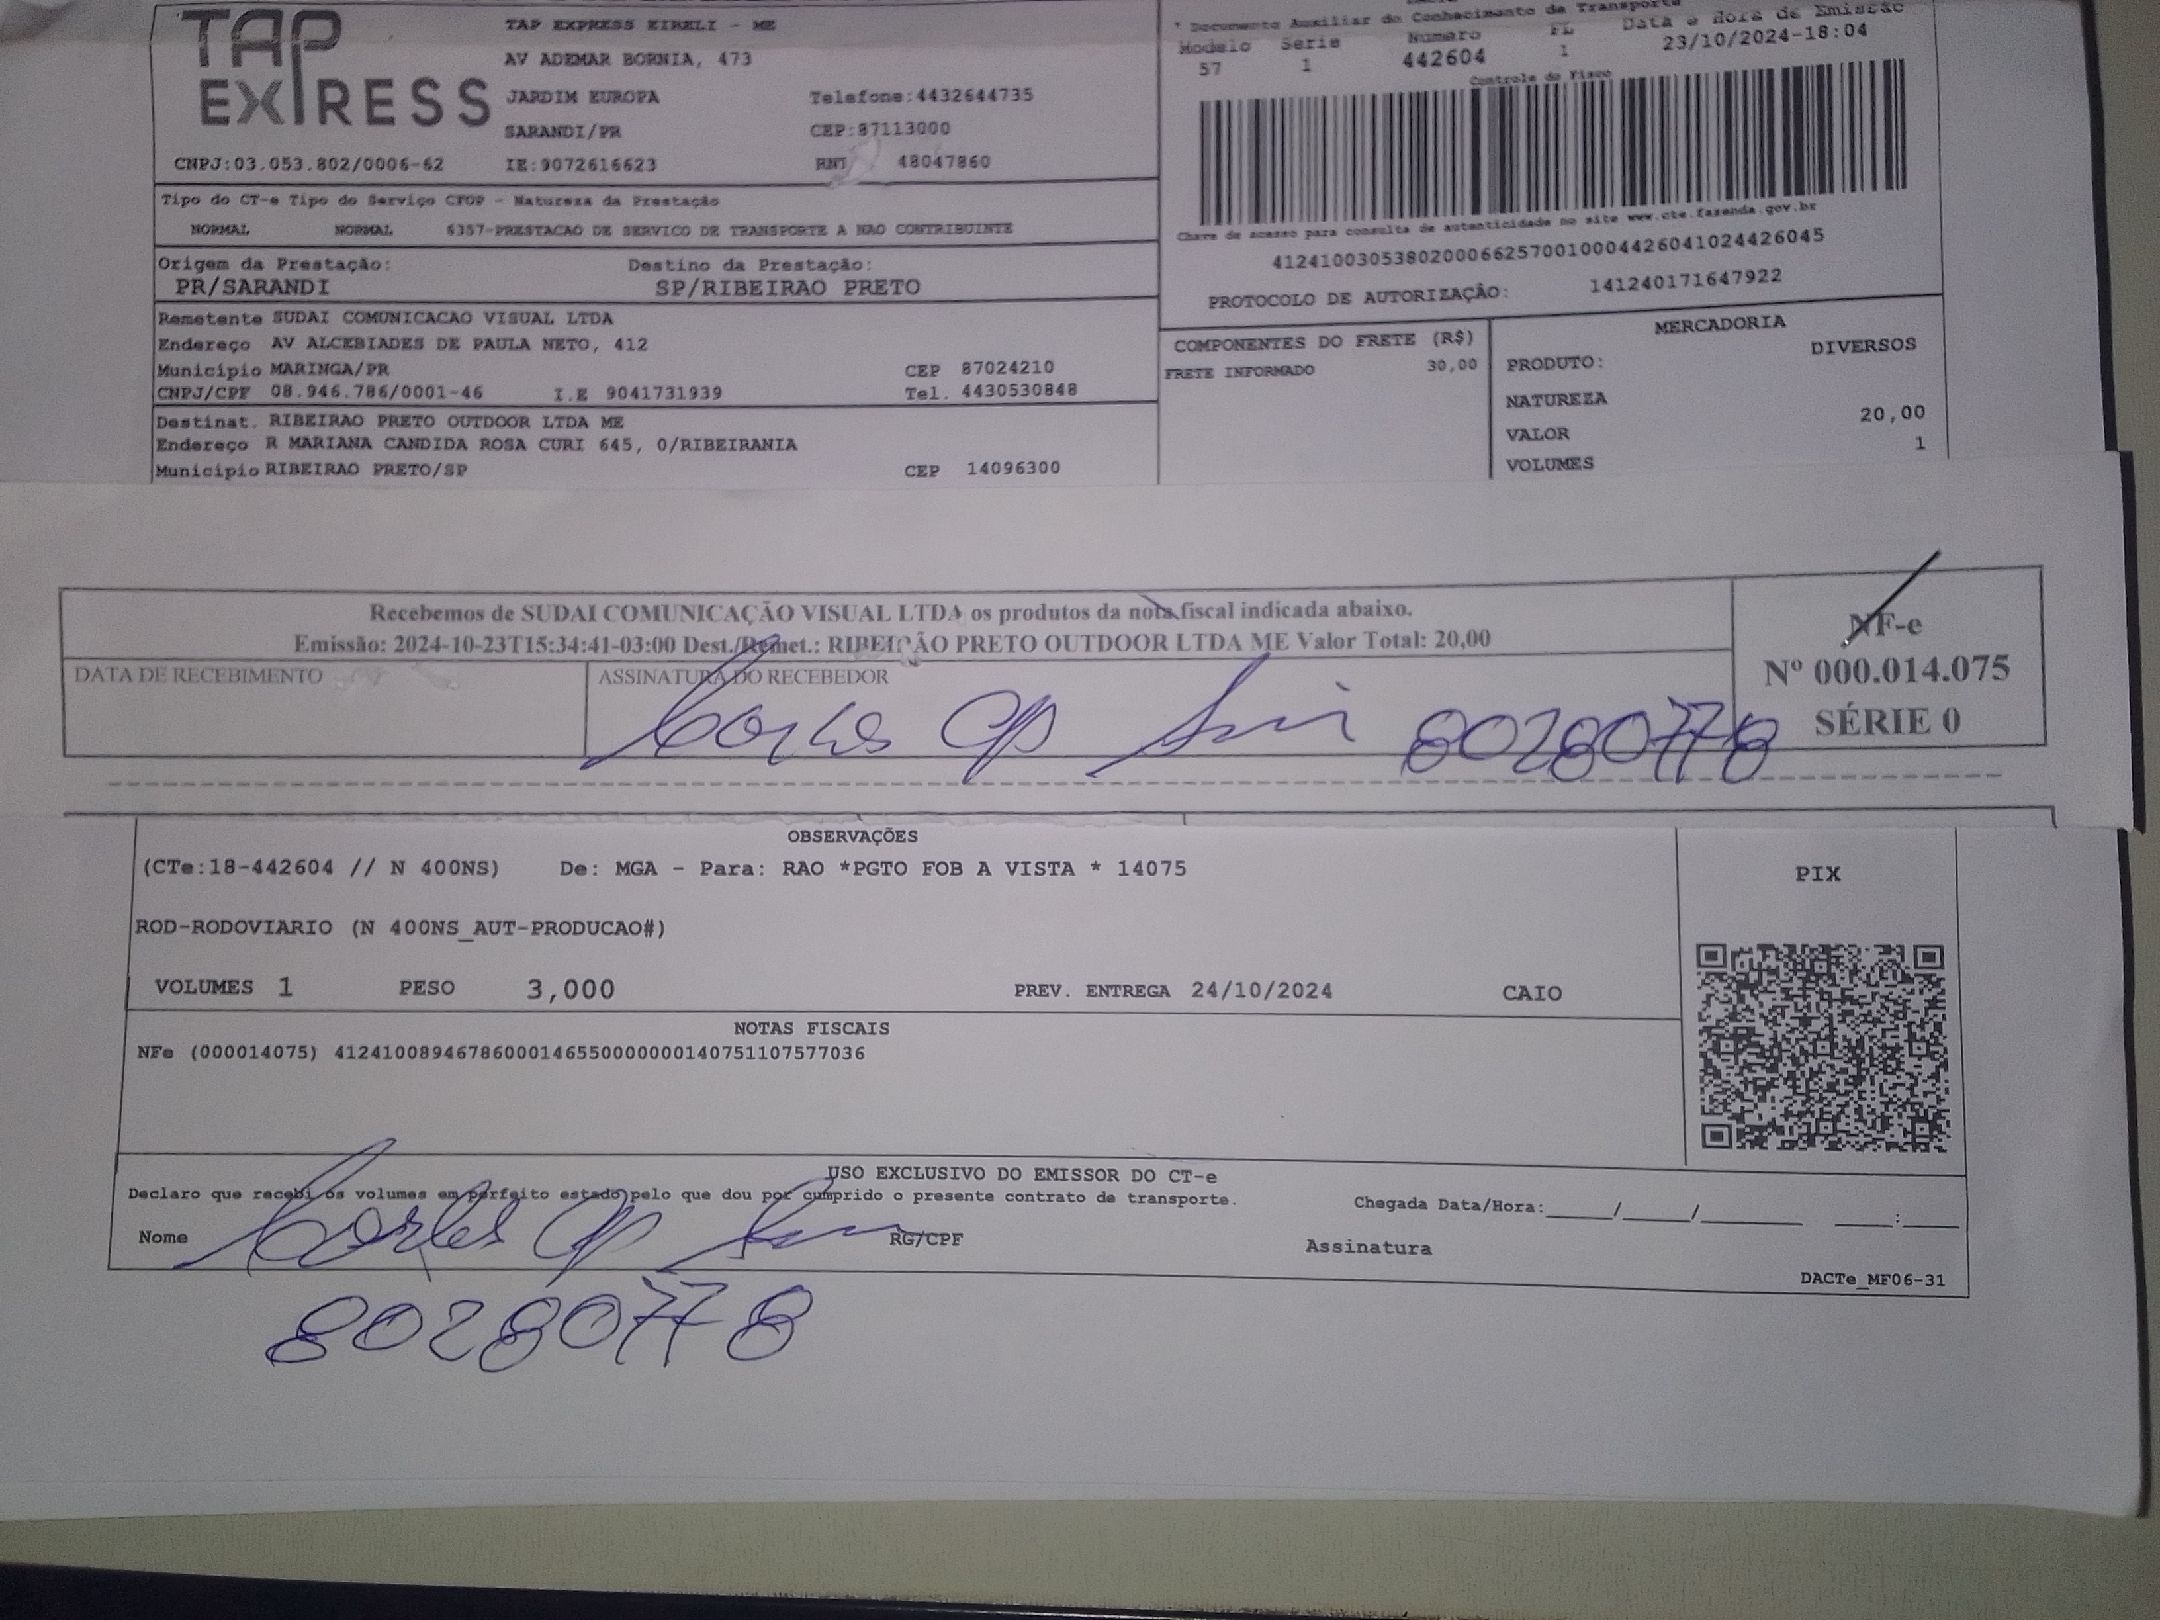 TAP EXPRESS
TAP EXPRESS EIRELI - ME
AV ADEMAR BORNIA, 473
JARDIM EUROPA Telefone:4432644735
SARANDI/PR CEP:87113000
CNPJ:03.053.802/0006-62 IE:9072616623 48047860
Tipo do CT-e Tipo do Serviço CFOP - Natureza da Prestação
NORMAL NORMAL 6357-PRESTACAO DE SERVICO DE TRANSPORTE A NAO CONTRIBUINTE
Origem da Prestação: Destino da Prestação:
PR/SARANDI SP/RIBEIRAO PRETO
Remetente SUDAI COMUNICACAO VISUAL LTDA
Endereço AV ALCEBIADES DE PAULA NETO, 412
Município MARINGA/PR CEP 87024210
CNPJ/CPF 08.946.786/0001-46 I.E 9041731939 Tel. 4430530848
Destinat. RIBEIRAO PRETO OUTDOOR LTDA ME
Endereço R MARIANA CANDIDA ROSA CURI 645, 0/RIBEIRANIA
Município RIBEIRAO PRETO/SP CEP 14096300
* Documento Auxiliar do Conhecimento de Transporte
Modelo Serie Numero FL Data e Hora de Emissão
57 1 442604 1 23/10/2024-18:04
Controle do Fisco
Chave de acesso para consulta de autenticidade no site www.cte.fazenda.gov.br
41241003053802000662570010004426041024426045
PROTOCOLO DE AUTORIZAÇÃO: 141240171647922
COMPONENTES DO FRETE (R$)
FRETE INFORMADO 30,00
MERCADORIA
PRODUTO: DIVERSOS
NATUREZA
VALOR 20,00
VOLUMES 1
Recebemos de SUDAI COMUNICAÇÃO VISUAL LTDA os produtos da nota fiscal indicada abaixo.
Emissão: 2024-10-23T15:34:41-03:00 Dest./Remet.: RIBEIRÃO PRETO OUTDOOR LTDA ME Valor Total: 20,00
DATA DE RECEBIMENTO ASSINATURA DO RECEBEDOR
Carlos 80280778
NF-e
Nº 000.014.075
SÉRIE 0
OBSERVAÇÕES
(CTe:18-442604 // N 400NS) De: MGA - Para: RAO *PGTO FOB A VISTA * 14075
ROD-RODOVIARIO (N 400NS_AUT-PRODUCAO#)
VOLUMES 1 PESO 3,000 PREV. ENTREGA 24/10/2024 CAIO
PIX
NOTAS FISCAIS
NFe (000014075) 41241008946786000146550000000140751107577036
USO EXCLUSIVO DO EMISSOR DO CT-e
Declaro que recebi os volumes em perfeito estado pelo que dou por cumprido o presente contrato de transporte.
Chegada Data/Hora:_____/_____/________ ____:____
Nome Carlos RG/CPF Assinatura
DACTe_MF06-31
80280778